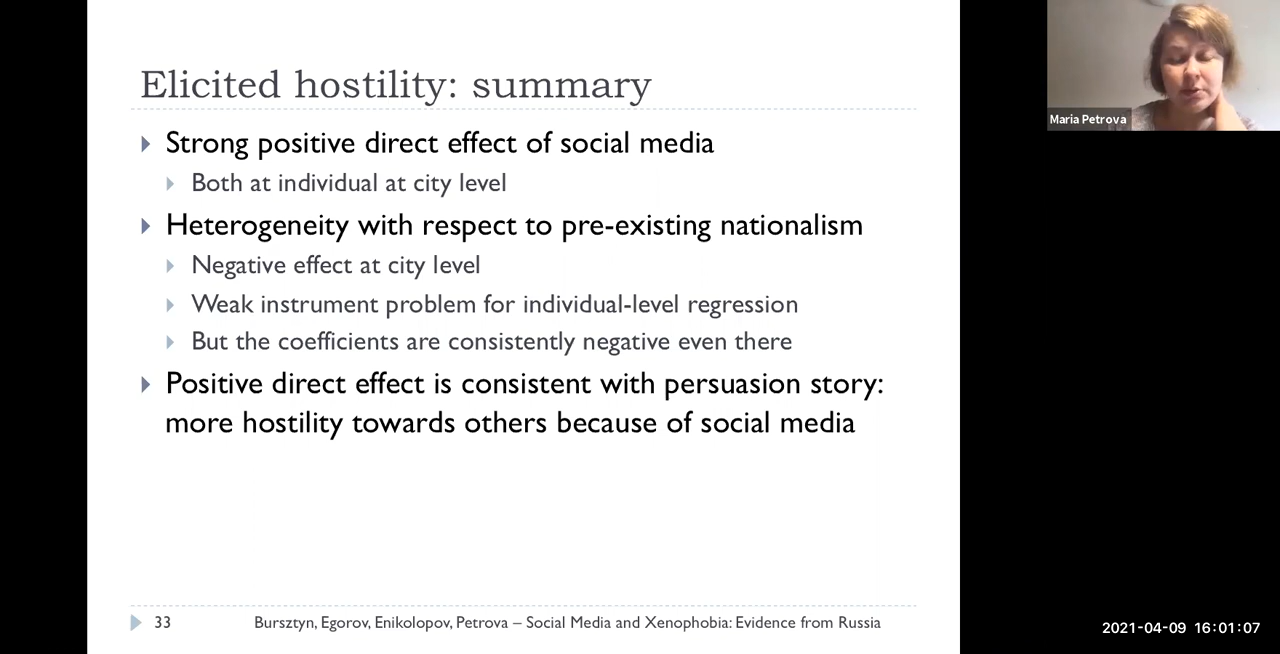 Elicited hostility: summary
Strong positive direct effect of social media
Both at individual at city level
Heterogeneity with respect to pre-existing nationalism
Negative effect at city level
Weak instrument problem for individual-level regression
But the coefficients are consistently negative even there
Positive direct effect is consistent with persuasion story:
more hostility towards others because of social media
33 Bursztyn, Egorov, Enikolopov, Petrova – Social Media and Xenophobia: Evidence from Russia
Maria Petrova
2021-04-09 16:01:07